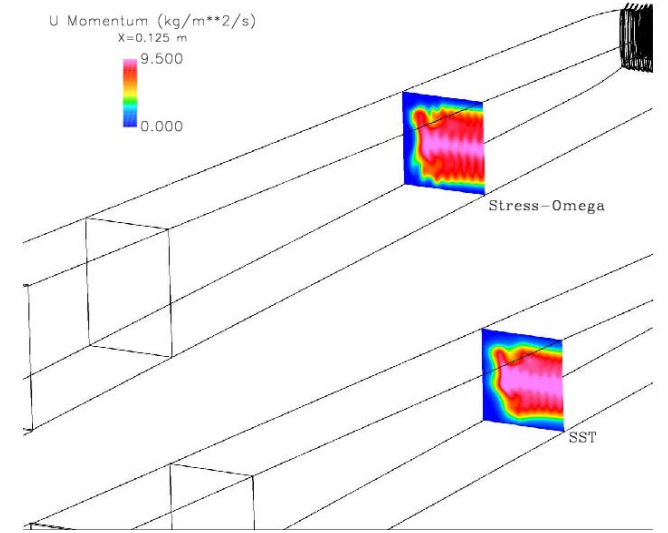 U Momentum (kg/m**2/s)
X=0.125 m
9.500
0.000
Stress-Omega
SST